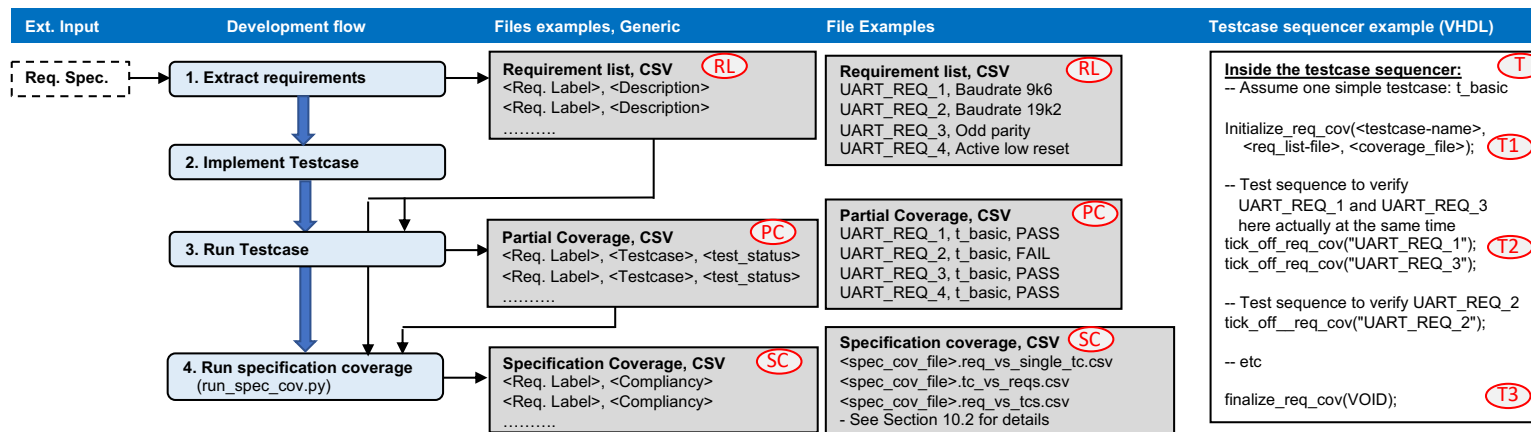 Ext. Input
Development flow
Files examples, Generic
File Examples
Testcase sequencer example (VHDL)
Req. Spec.
1. Extract requirements
2. Implement Testcase
3. Run Testcase
4. Run specification coverage
(run_spec_cov.py)
Requirement list, CSV
RL
<Req. Label>, <Description>
<Req. Label>, <Description>
……….
Partial Coverage, CSV
PC
<Req. Label>, <Testcase>, <test_status>
<Req. Label>, <Testcase>, <test_status>
……….
Specification Coverage, CSV
SC
<Req. Label>, <Compliancy>
<Req. Label>, <Compliancy>
……….
Requirement list, CSV
RL
UART_REQ_1, Baudrate 9k6
UART_REQ_2, Baudrate 19k2
UART_REQ_3, Odd parity
UART_REQ_4, Active low reset
Partial Coverage, CSV
PC
UART_REQ_1, t_basic, PASS
UART_REQ_2, t_basic, FAIL
UART_REQ_3, t_basic, PASS
UART_REQ_4, t_basic, PASS
Specification coverage, CSV
SC
<spec_cov_file>.req_vs_single_tc.csv
<spec_cov_file>.tc_vs_reqs.csv
<spec_cov_file>.req_vs_tcs.csv
- See Section 10.2 for details
Inside the testcase sequencer:
T
-- Assume one simple testcase: t_basic
Initialize_req_cov(<testcase-name>,
<req_list-file>, <coverage_file>);
T1
-- Test sequence to verify
UART_REQ_1 and UART_REQ_3
here actually at the same time
tick_off_req_cov("UART_REQ_1");
T2
tick_off_req_cov("UART_REQ_3");
-- Test sequence to verify UART_REQ_2
tick_off__req_cov("UART_REQ_2");
-- etc
finalize_req_cov(VOID);
T3